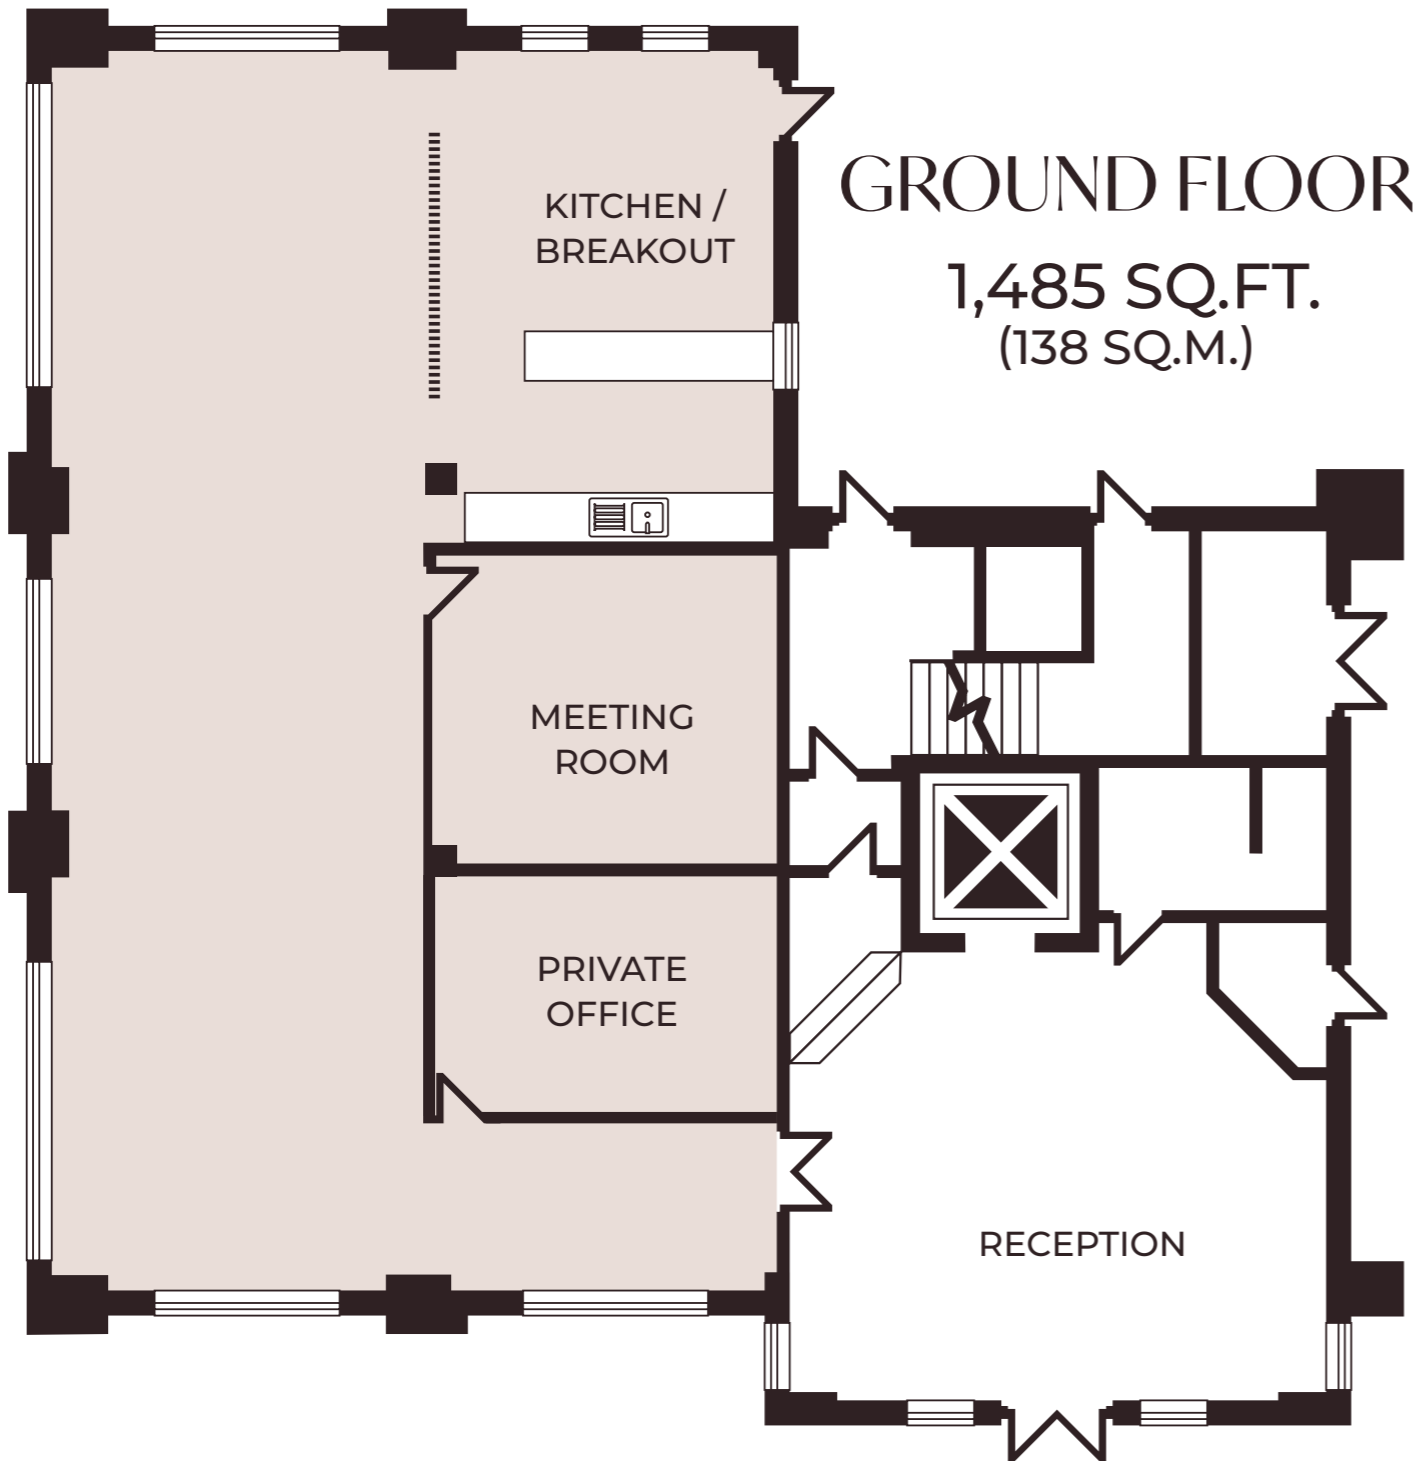 GROUND FLOOR
1,485 SQ.FT.
(138 SQ.M.)
KITCHEN /
BREAKOUT
MEETING
ROOM
PRIVATE
OFFICE
RECEPTION